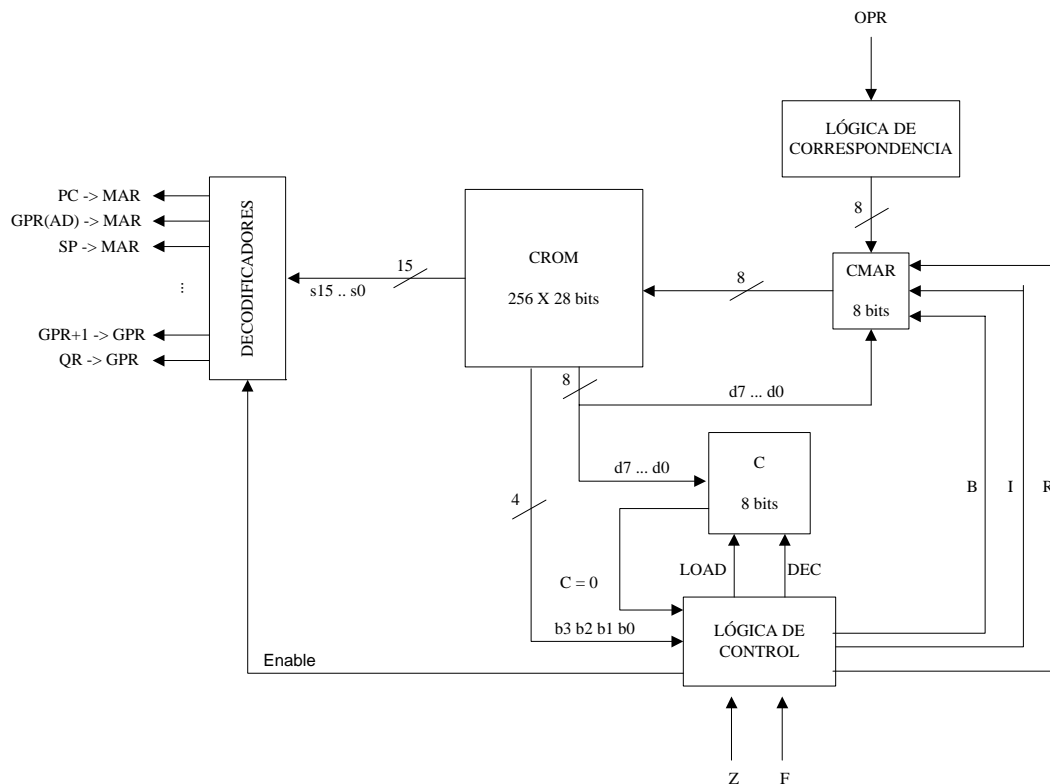 OPR
LÓGICA DE
CORRESPONDENCIA
8
PC -> MAR
GPR(AD) -> MAR
SP -> MAR
...
GPR+1 -> GPR
QR -> GPR
DECODIFICADORES
15
s15 .. s0
CROM
256 X 28 bits
8
CMAR
8 bits
8
d7 ... d0
d7 ... d0
C
8 bits
4
B
I
R
LOAD
DEC
C = 0
b3 b2 b1 b0
LÓGICA DE
CONTROL
Enable
Z
F